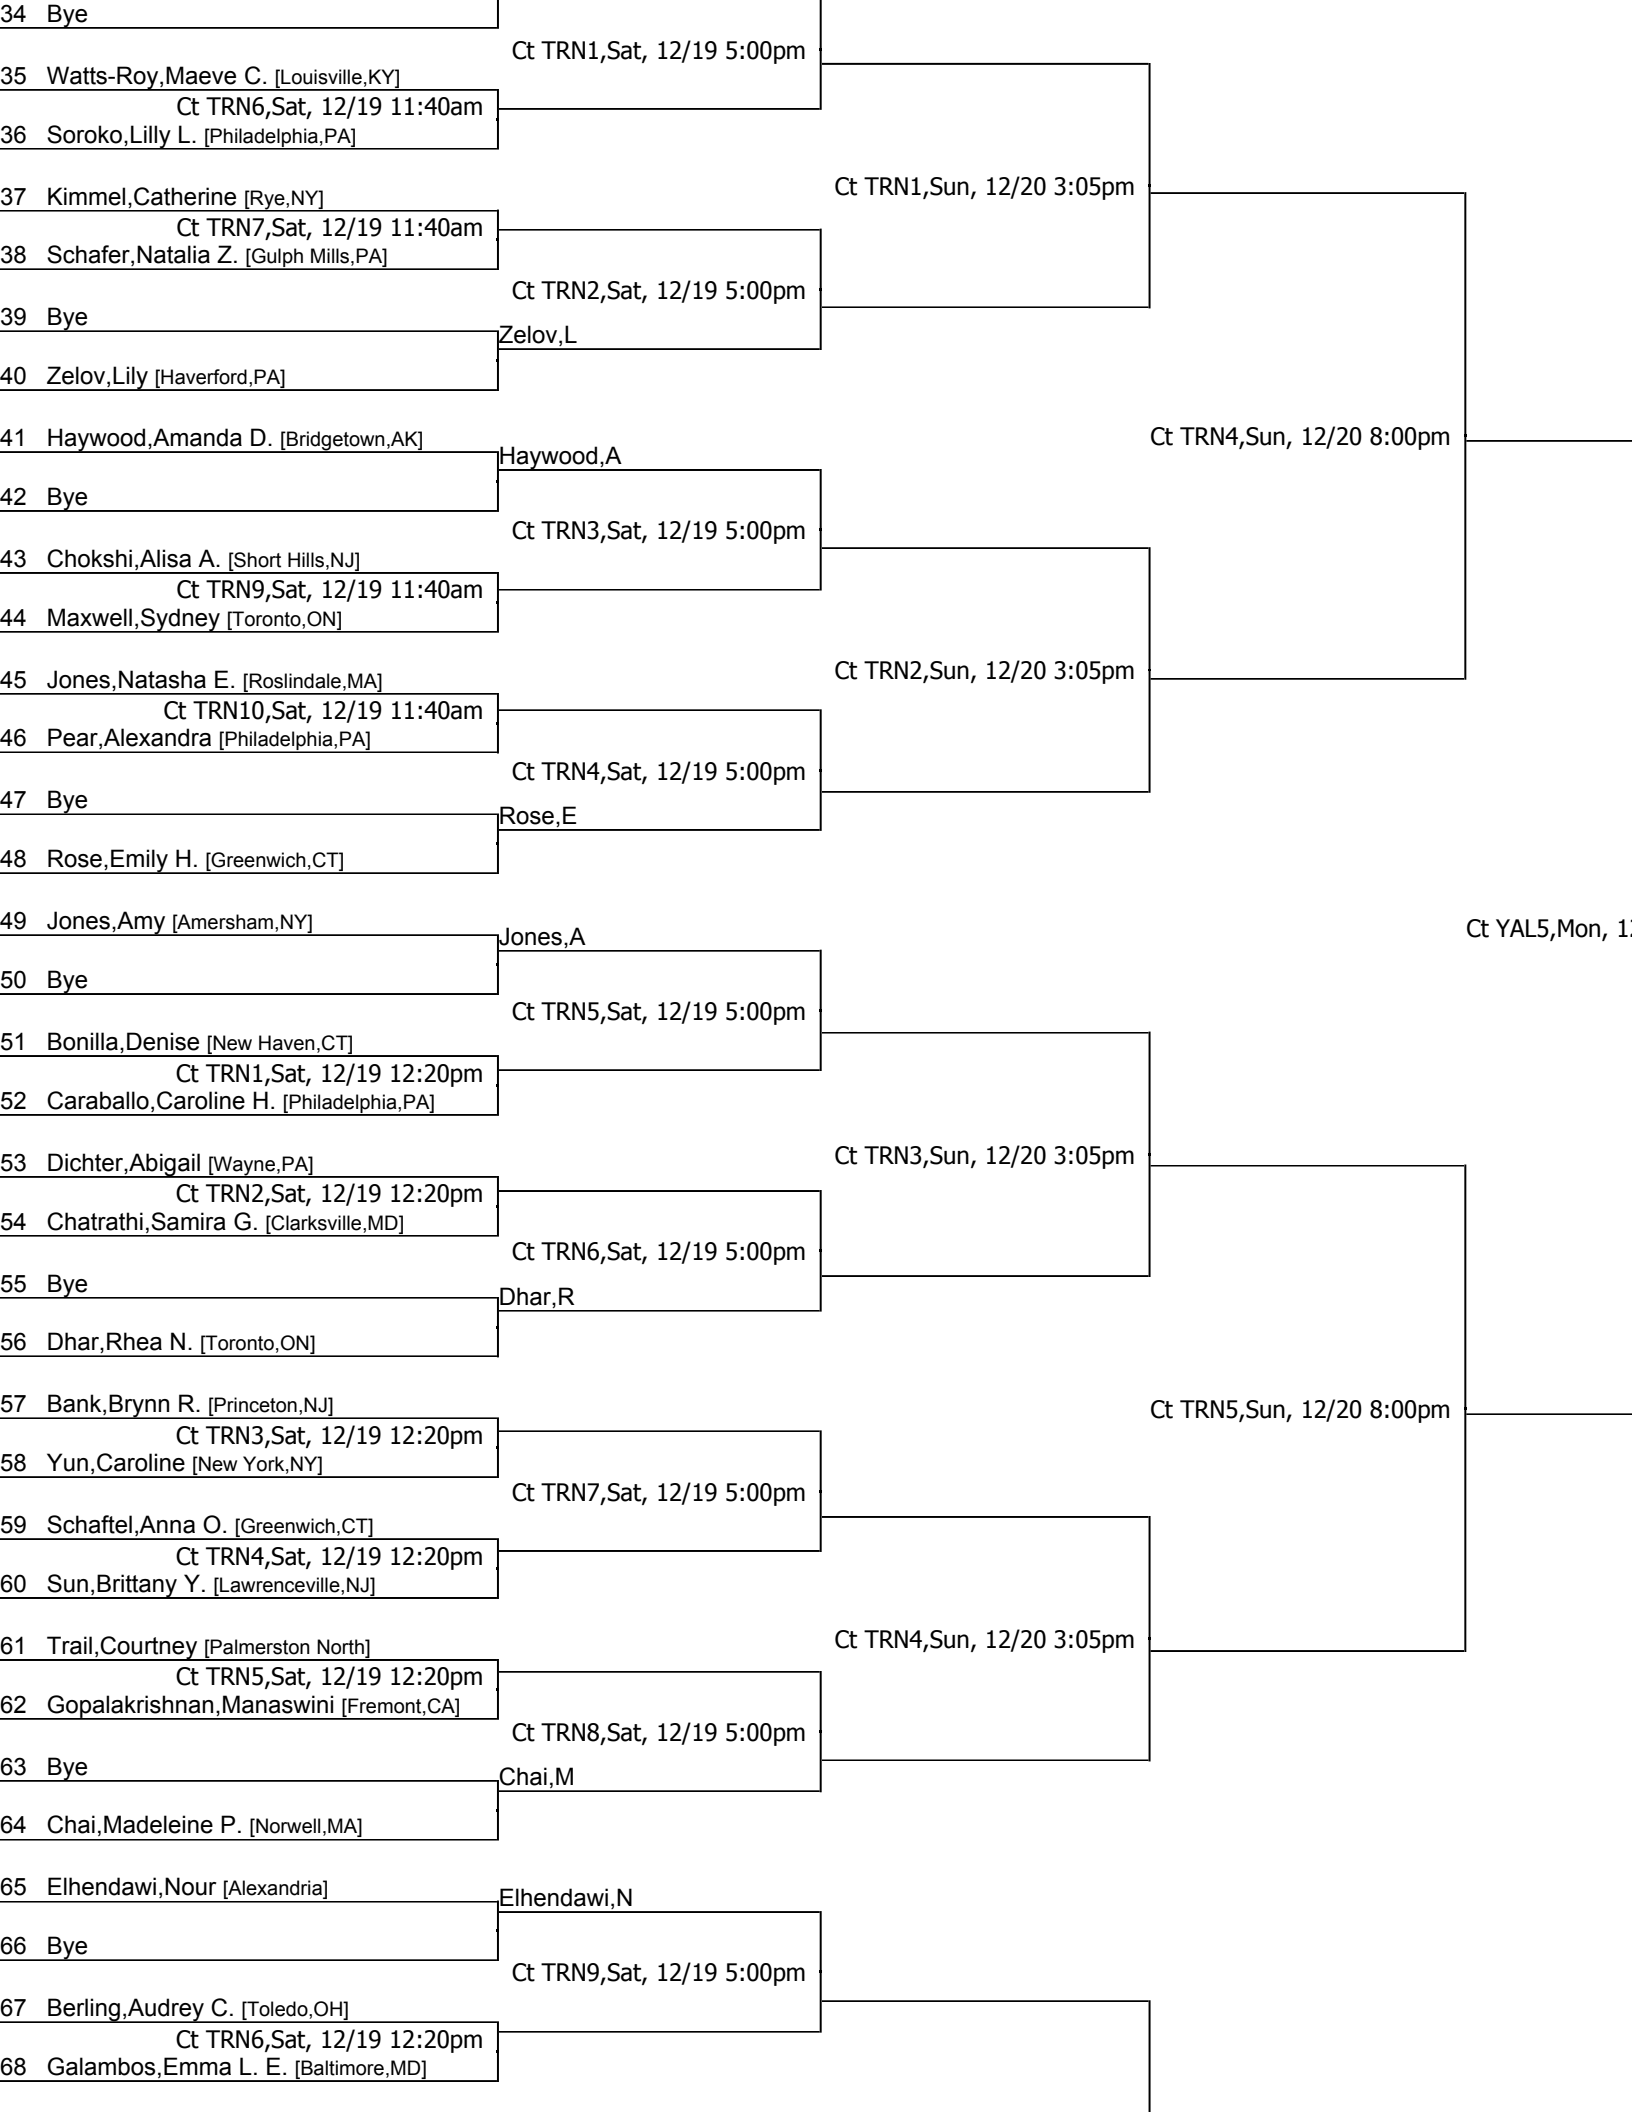 34 Bye
Ct TRN1,Sat, 12/19 5:00pm
35 Watts-Roy,Maeve C. [Louisville,KY]
Ct TRN6,Sat, 12/19 11:40am
36 Soroko,Lilly L. [Philadelphia,PA]
Ct TRN1,Sun, 12/20 3:05pm
37 Kimmel,Catherine [Rye,NY]
Ct TRN7,Sat, 12/19 11:40am
38 Schafer,Natalia Z. [Gulph Mills,PA]
Ct TRN2,Sat, 12/19 5:00pm
39 Bye
Zelov,L
40 Zelov,Lily [Haverford,PA]
Ct TRN4,Sun, 12/20 8:00pm
41 Haywood,Amanda D. [Bridgetown,AK]
Haywood,A
42 Bye
Ct TRN3,Sat, 12/19 5:00pm
43 Chokshi,Alisa A. [Short Hills,NJ]
Ct TRN9,Sat, 12/19 11:40am
44 Maxwell,Sydney [Toronto,ON]
Ct TRN2,Sun, 12/20 3:05pm
45 Jones,Natasha E. [Roslindale,MA]
Ct TRN10,Sat, 12/19 11:40am
46 Pear,Alexandra [Philadelphia,PA]
Ct TRN4,Sat, 12/19 5:00pm
47 Bye
Rose,E
48 Rose,Emily H. [Greenwich,CT]
49 Jones,Amy [Amersham,NY]
Ct YAL5,Mon, 12
Jones,A
50 Bye
Ct TRN5,Sat, 12/19 5:00pm
51 Bonilla,Denise [New Haven,CT]
Ct TRN1,Sat, 12/19 12:20pm
52 Caraballo,Caroline H. [Philadelphia,PA]
Ct TRN3,Sun, 12/20 3:05pm
53 Dichter,Abigail [Wayne,PA]
Ct TRN2,Sat, 12/19 12:20pm
54 Chatrathi,Samira G. [Clarksville,MD]
Ct TRN6,Sat, 12/19 5:00pm
55 Bye
Dhar,R
56 Dhar,Rhea N. [Toronto,ON]
57 Bank,Brynn R. [Princeton,NJ]
Ct TRN5,Sun, 12/20 8:00pm
Ct TRN3,Sat, 12/19 12:20pm
58 Yun,Caroline [New York,NY]
Ct TRN7,Sat, 12/19 5:00pm
59 Schaftel,Anna O. [Greenwich,CT]
Ct TRN4,Sat, 12/19 12:20pm
60 Sun,Brittany Y. [Lawrenceville,NJ]
Ct TRN4,Sun, 12/20 3:05pm
61 Trail,Courtney [Palmerston North]
Ct TRN5,Sat, 12/19 12:20pm
62 Gopalakrishnan,Manaswini [Fremont,CA]
Ct TRN8,Sat, 12/19 5:00pm
63 Bye
Chai,M
64 Chai,Madeleine P. [Norwell,MA]
65 Elhendawi,Nour [Alexandria]
Elhendawi,N
66 Bye
Ct TRN9,Sat, 12/19 5:00pm
67 Berling,Audrey C. [Toledo,OH]
Ct TRN6,Sat, 12/19 12:20pm
68 Galambos,Emma L. E. [Baltimore,MD]